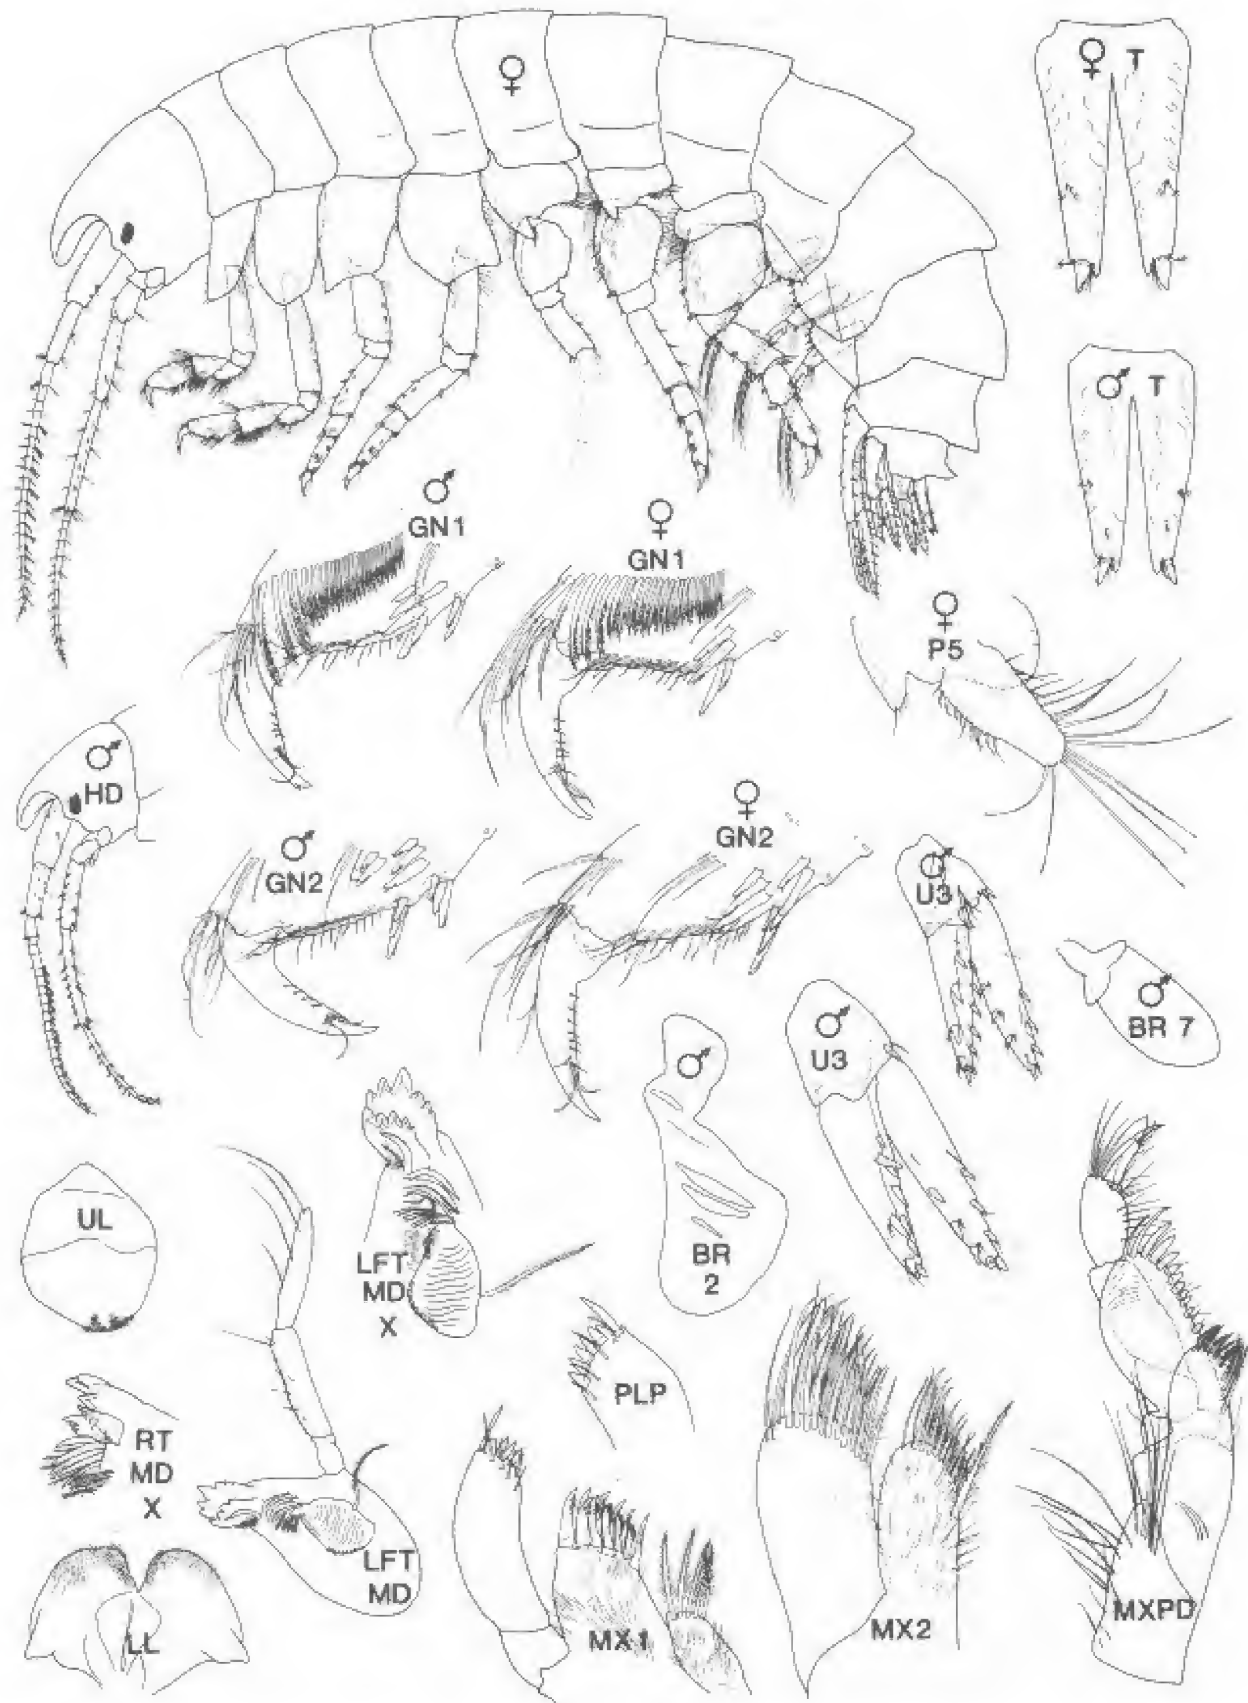 ♀
♀ T
♂ T
♂
GN1
♀
GN1
♀
P5
♂
HD
♂
GN2
♀
GN2
♂
U3
♂
BR 7
♂
U3
♂
BR
2
UL
LFT
MD
X
PLP
RT
MD
X
LFT
MD
LL
MX1
MX2
MXPD